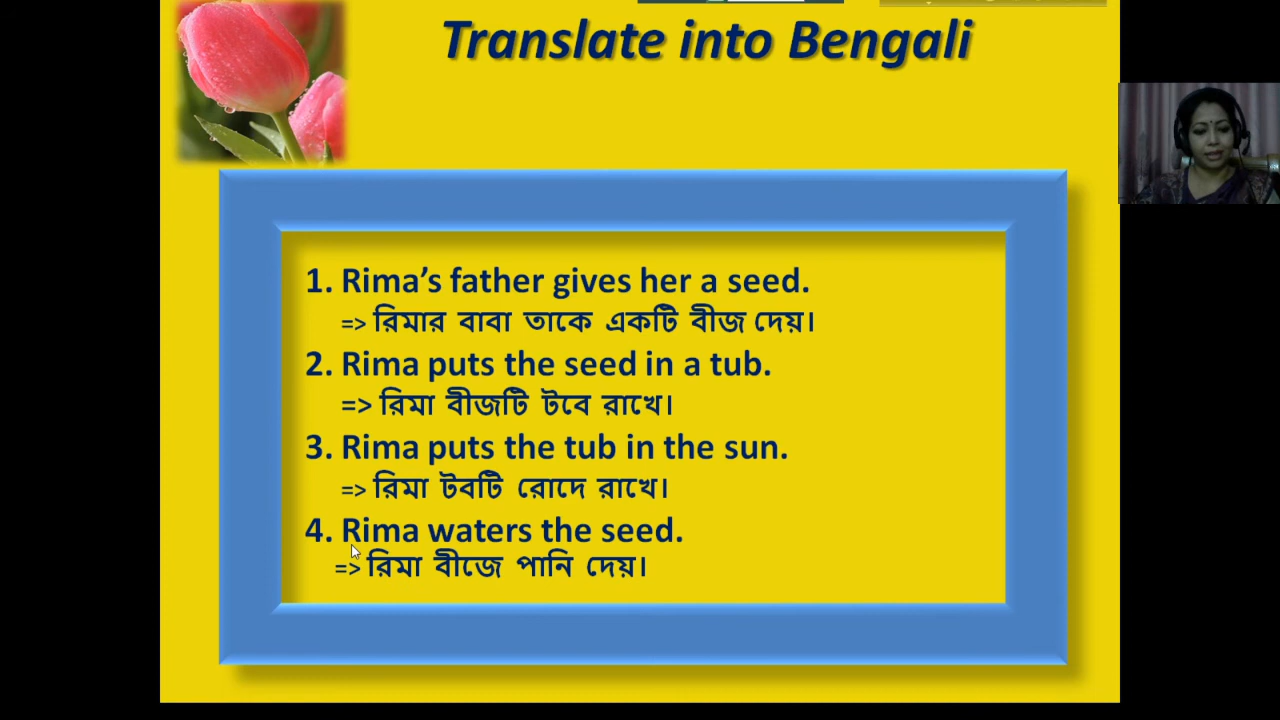 Translate into Bengali
1. Rima’s father gives her a seed.
=> রিমার বাবা তাকে একটি বীজ দেয়।
2. Rima puts the seed in a tub.
=> রিমা বীজটি টবে রাখে।
3. Rima puts the tub in the sun.
=> রিমা টবটি রোদে রাখে।
4. Rima waters the seed.
=> রিমা বীজে পানি দেয়।